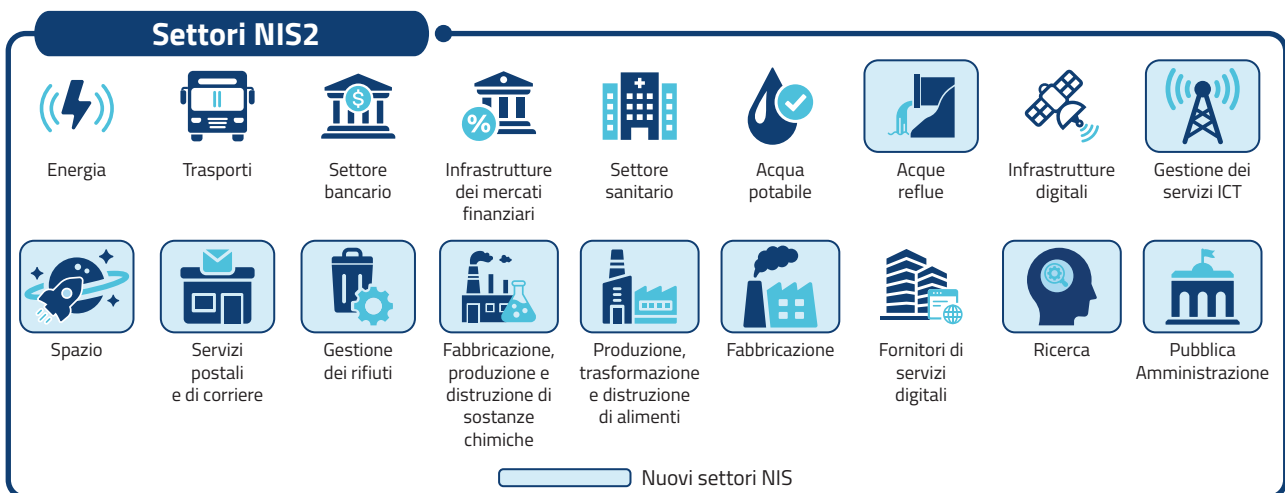 Settori NIS2
Energia
Trasporti
Settore
bancario
Infrastrutture
dei mercati
finanziari
Settore
sanitario
Acqua
potabile
Acque
reflue
Infrastrutture
digitali
Gestione dei
servizi ICT
Spazio
Servizi
postali
e di corriere
Gestione
dei rifiuti
Fabbricazione,
produzione e
distruzione di
sostanze
chimiche
Produzione,
trasformazione
e distruzione
di alimenti
Fabbricazione
Fornitori di
servizi
digitali
Ricerca
Pubblica
Amministrazione
Nuovi settori NIS